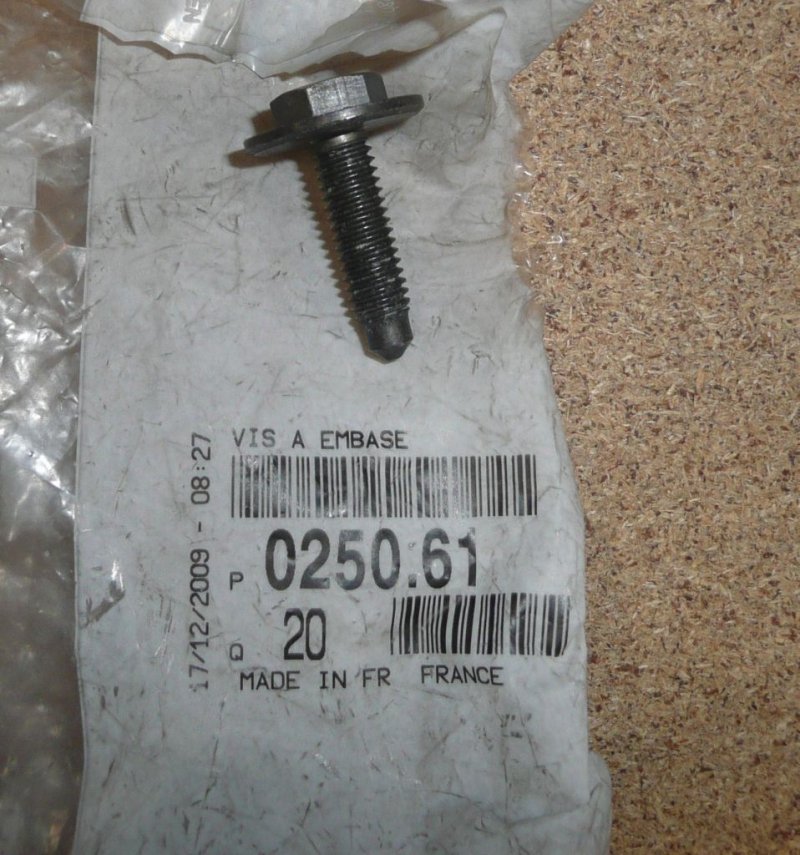 VIS A EMBASE
P 0250.61
Q 20
MADE IN FR FRANCE
17/12/2009 - 08:27